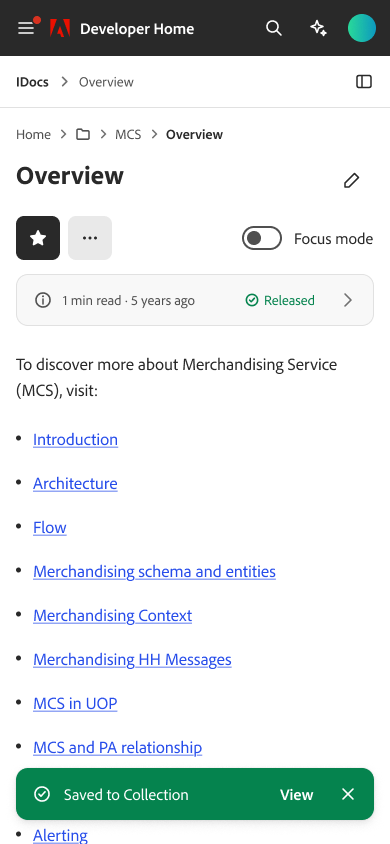 Developer Home
IDocs > Overview
Home > > MCS > Overview
Overview
Focus mode
1 min read · 5 years ago
Released
To discover more about Merchandising Service
(MCS), visit:
• Introduction
• Architecture
• Flow
• Merchandising schema and entities
• Merchandising Context
• Merchandising HH Messages
• MCS in UOP
• MCS and PA relationship
Saved to Collection
View
• Alerting